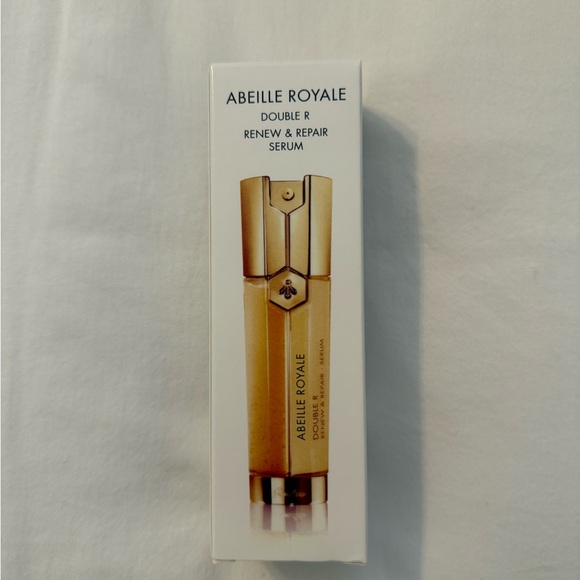 ABEILLE ROYALE
DOUBLE R
RENEW & REPAIR
SERUM
ABEILLE ROYALE
DOUBLE R
RENEW & REPAIR - SERUM